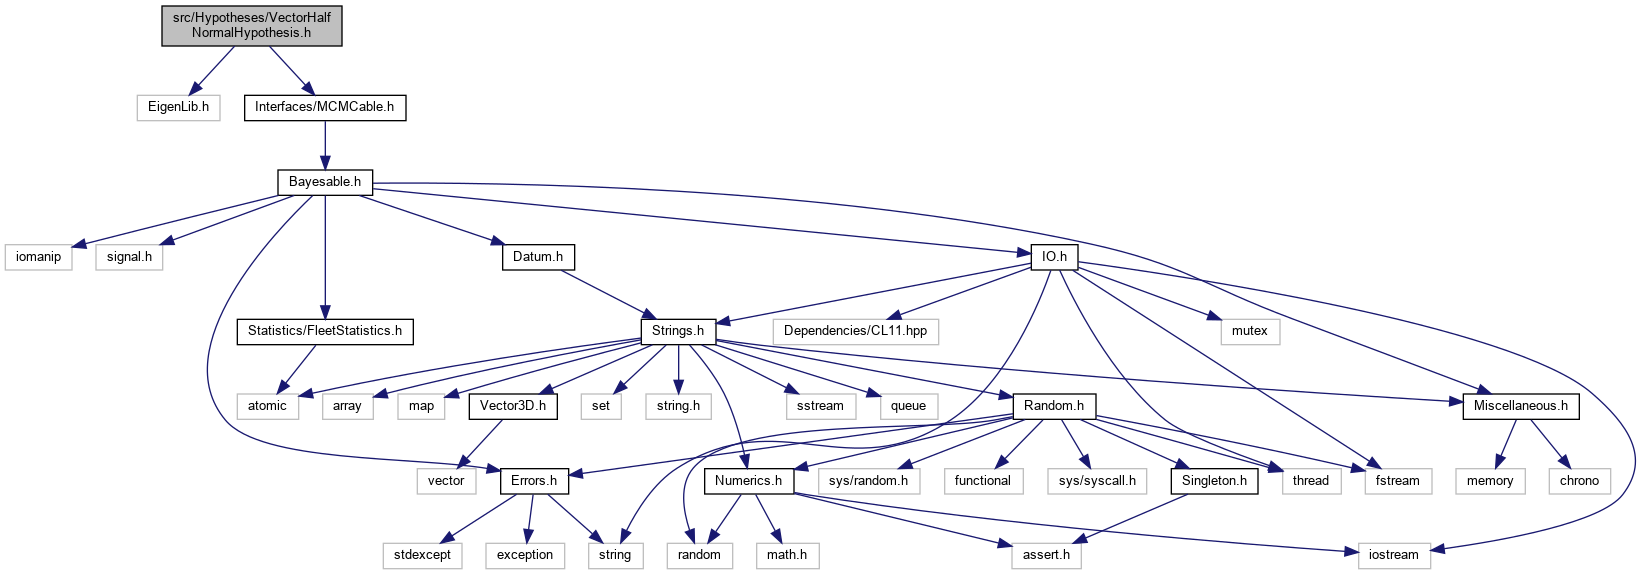 src/Hypotheses/VectorHalf
NormalHypothesis.h
EigenLib.h
Interfaces/MCMCable.h
Bayesable.h
iomanip
signal.h
Datum.h
IO.h
Statistics/FleetStatistics.h
Strings.h
Dependencies/CL11.hpp
mutex
atomic
array
map
Vector3D.h
set
string.h
sstream
queue
Random.h
Miscellaneous.h
vector
Errors.h
Numerics.h
sys/random.h
functional
sys/syscall.h
Singleton.h
thread
fstream
memory
chrono
stdexcept
exception
string
random
math.h
assert.h
iostream